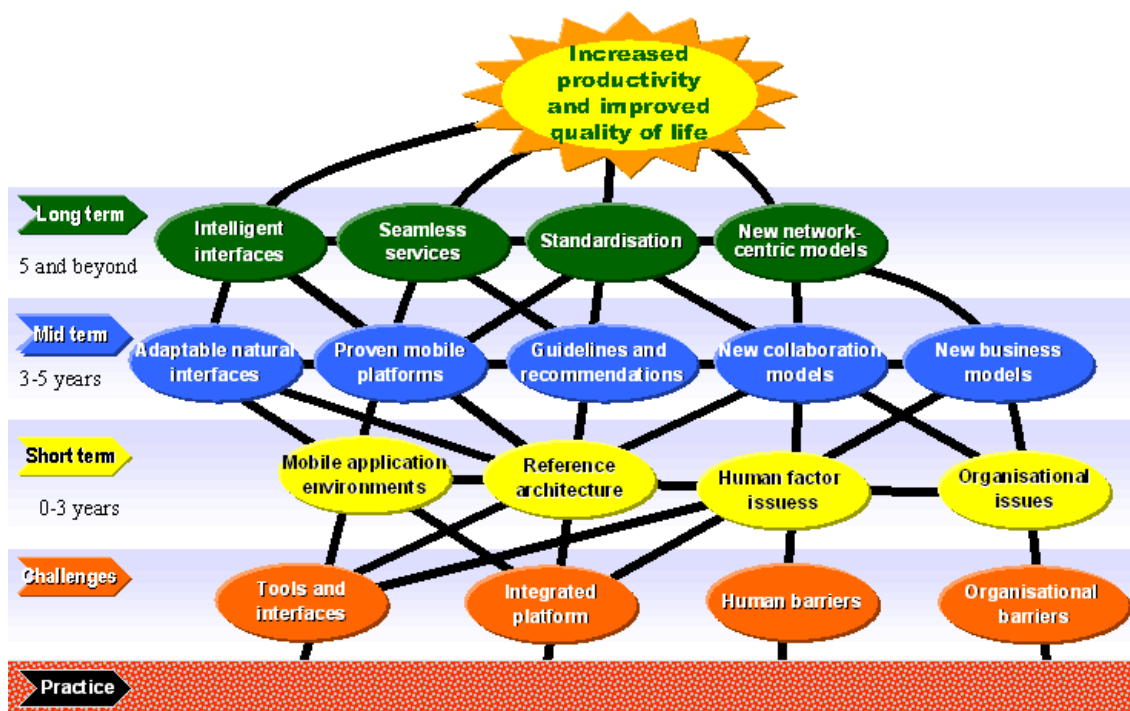 Increased
productivity
and improved
quality of life
Long term
5 and beyond
Intelligent
interfaces
Seamless
services
Standardisation
New network-
centric models
Mid term
3-5 years
Adaptable natural
interfaces
Proven mobile
platforms
Guidelines and
recommendations
New collaboration
models
New business
models
Short term
0-3 years
Mobile application
environments
Reference
architecture
Human factor
issuess
Organisational
issues
Challenges
Tools and
interfaces
Integrated
platform
Human barriers
Organisational
barriers
Practice